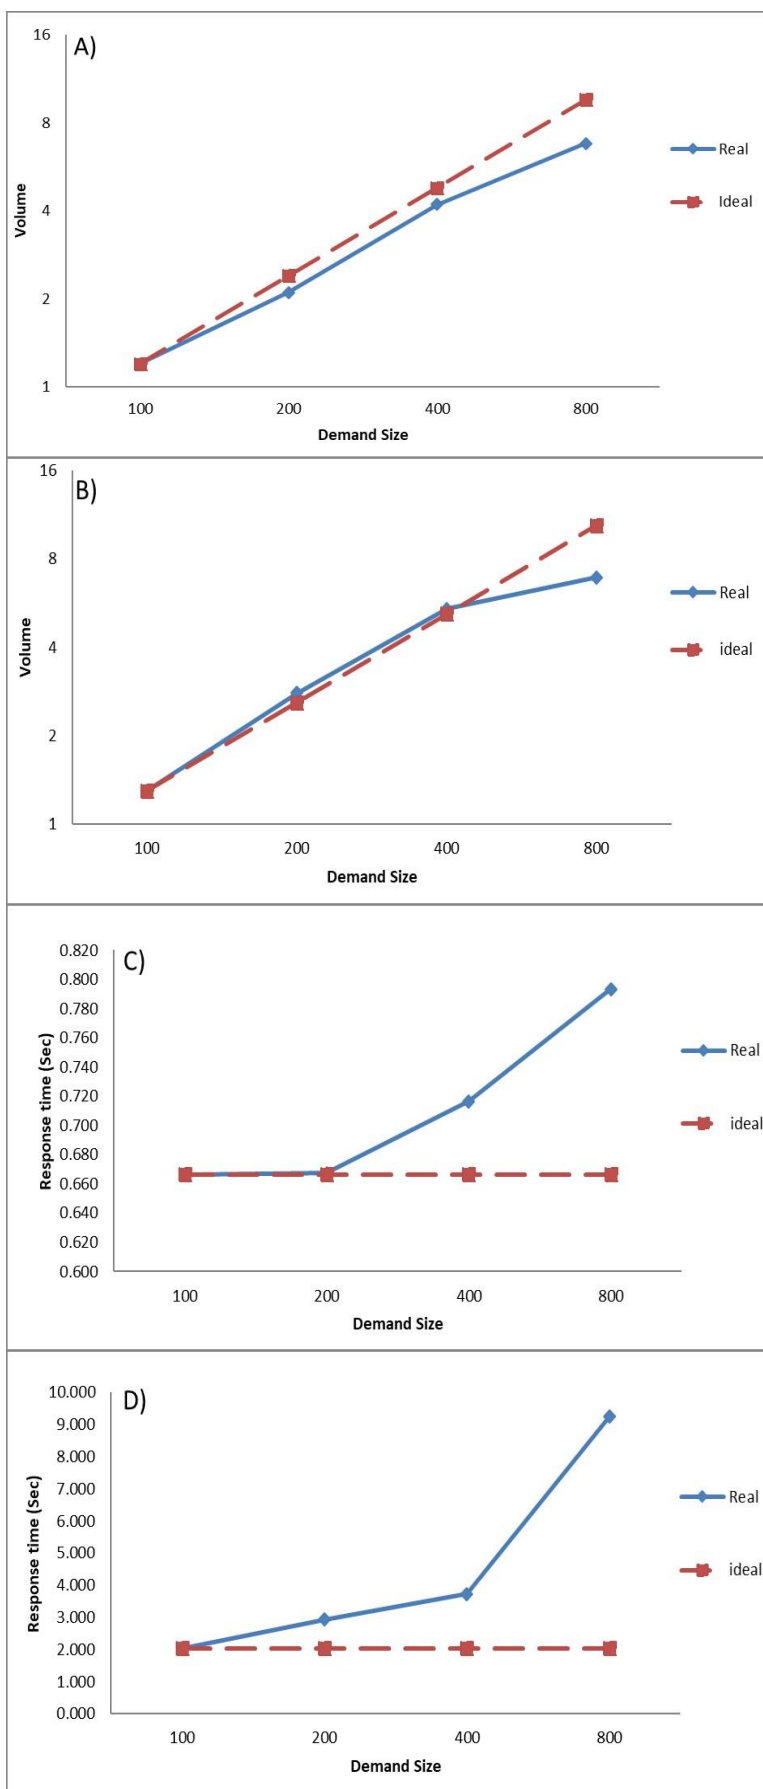 A)
16
8
4
2
1
Volume
100 200 400 800
Demand Size
Real
Ideal
B)
16
8
4
2
1
Volume
100 200 400 800
Demand Size
Real
ideal
C)
0.820
0.800
0.780
0.760
0.740
0.720
0.700
0.680
0.660
0.640
0.620
0.600
Response time (Sec)
100 200 400 800
Demand Size
Real
ideal
D)
10.000
9.000
8.000
7.000
6.000
5.000
4.000
3.000
2.000
1.000
0.000
Response time (Sec)
100 200 400 800
Demand Size
Real
ideal